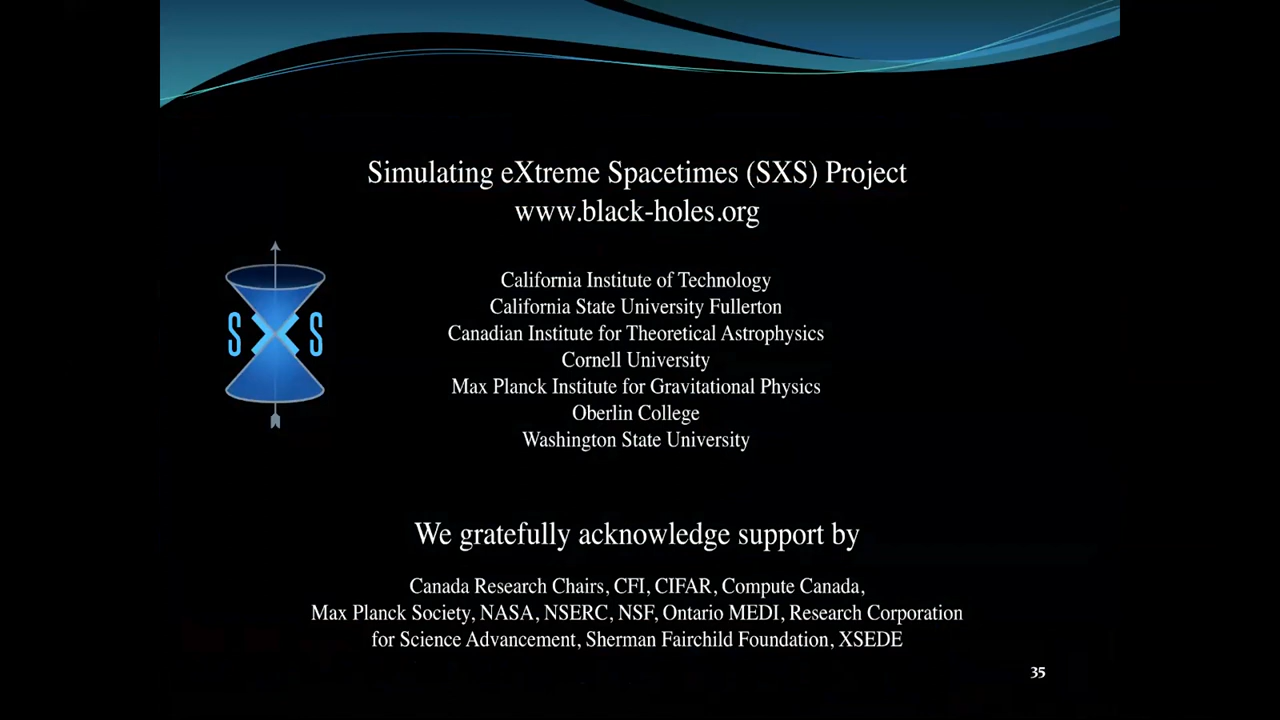 Simulating eXtreme Spacetimes (SXS) Project
www.black-holes.org
SXS
California Institute of Technology
California State University Fullerton
Canadian Institute for Theoretical Astrophysics
Cornell University
Max Planck Institute for Gravitational Physics
Oberlin College
Washington State University
We gratefully acknowledge support by
Canada Research Chairs, CFI, CIFAR, Compute Canada,
Max Planck Society, NASA, NSERC, NSF, Ontario MEDI, Research Corporation
for Science Advancement, Sherman Fairchild Foundation, XSEDE
35